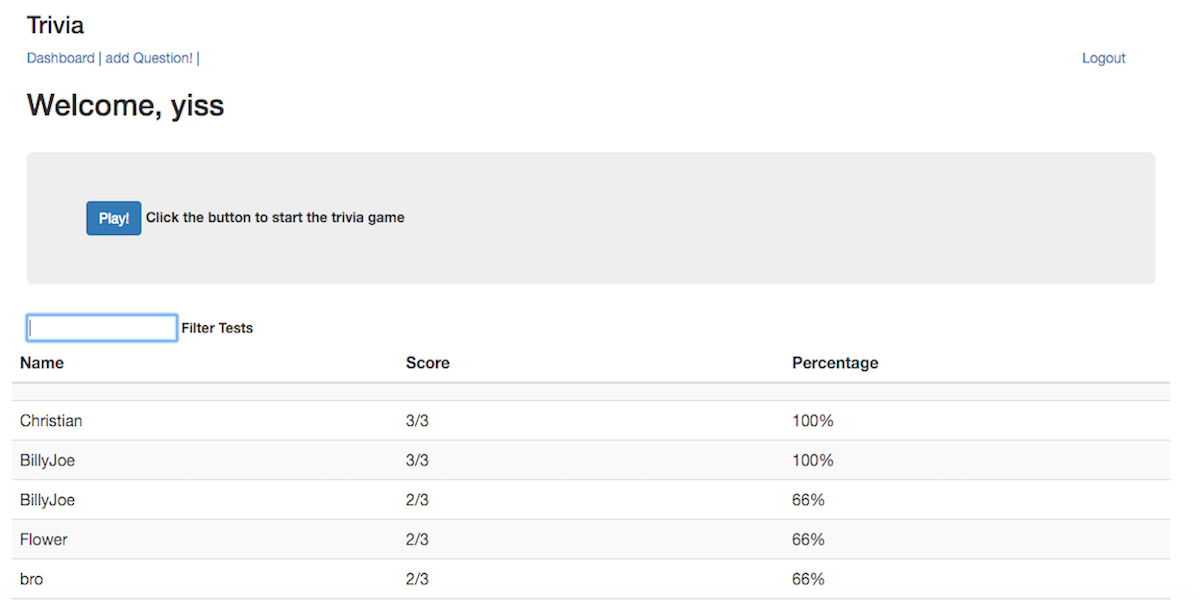 Trivia
Dashboard | add Question! | Logout
Welcome, yiss
Play! Click the button to start the trivia game
Filter Tests
Name Score Percentage
Christian 3/3 100%
BillyJoe 3/3 100%
BillyJoe 2/3 66%
Flower 2/3 66%
bro 2/3 66%